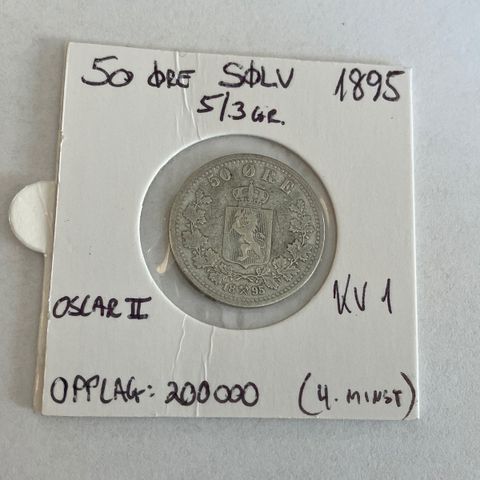 50 ØRE SØLV 1895
5/.3 GR.
50 ØRE
18 95
OSCAR II KV 1
OPPLAG: 200000 (4. MINST)